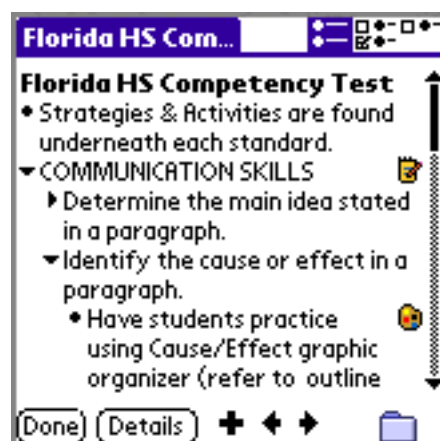 Florida HS Com...
Florida HS Competency Test
• Strategies & Activities are found
underneath each standard.
COMMUNICATION SKILLS
Determine the main idea stated
in a paragraph.
Identify the cause or effect in a
paragraph.
• Have students practice
using Cause/Effect graphic
organizer (refer to outline
Done Details